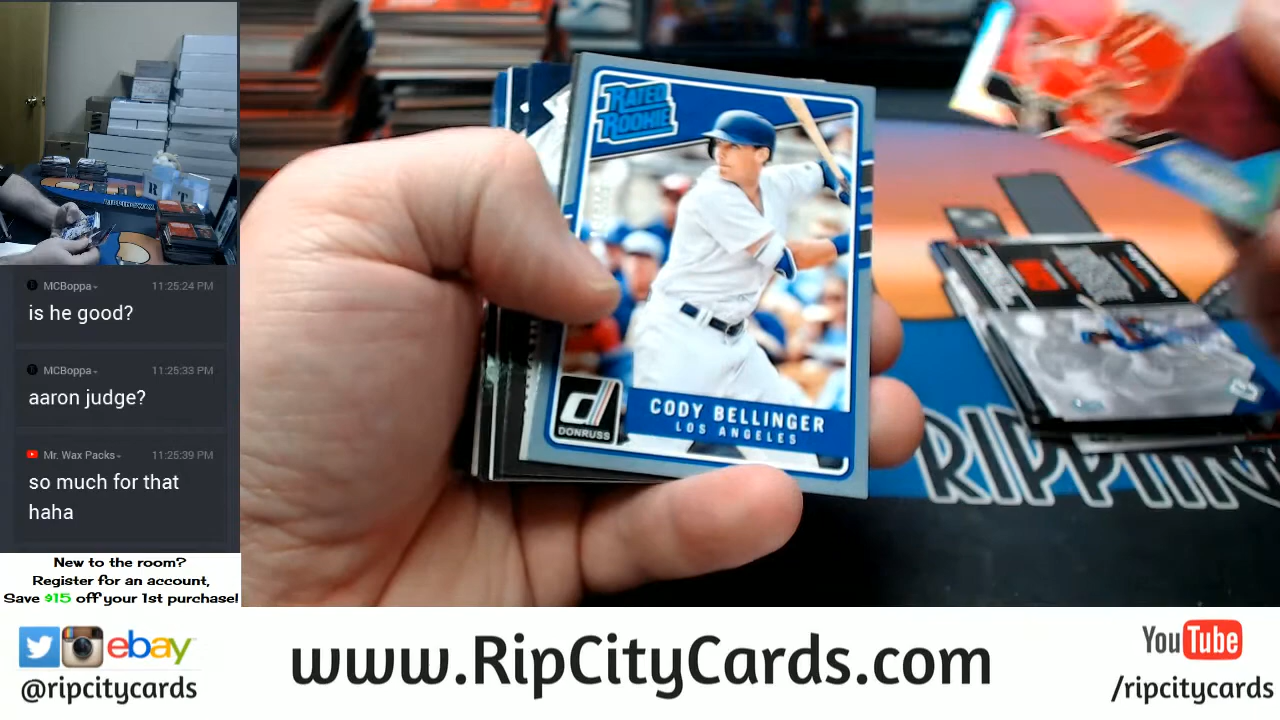 MCBoppa 11:25:24 PM
is he good?
MCBoppa 11:25:33 PM
aaron judge?
Mr. Wax Packs 11:25:39 PM
so much for that
haha
New to the room?
Register for an account,
Save $15 off your 1st purchase!
RATED
ROOKIE
DONRUSS
CODY BELLINGER
LOS ANGELES
RIPPIN
ebay
@ripcitycards
www.RipCityCards.com
YouTube
/ripcitycards